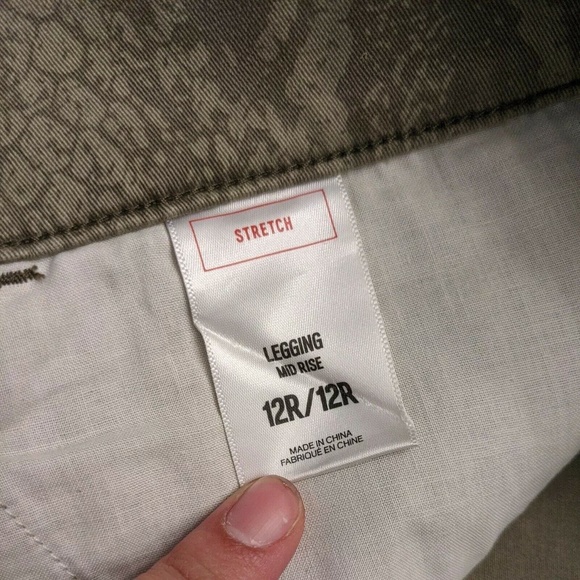 STRETCH
LEGGING
MID RISE
12R/12R
MADE IN CHINA
FABRIQUÉ EN CHINE